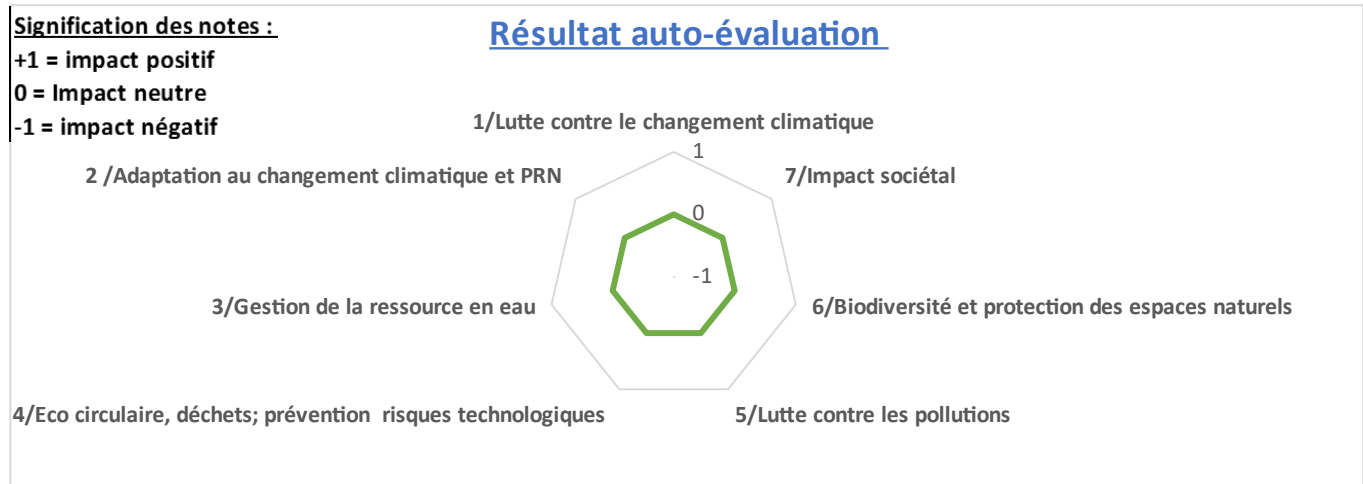 Signification des notes :
+1 = impact positif
0 = Impact neutre
-1 = impact négatif
Résultat auto-évaluation
1/Lutte contre le changement climatique
1
2 /Adaptation au changement climatique et PRN
7/Impact sociétal
0
-1
3/Gestion de la ressource en eau
6/Biodiversité et protection des espaces naturels
4/Eco circulaire, déchets; prévention  risques technologiques
5/Lutte contre les pollutions